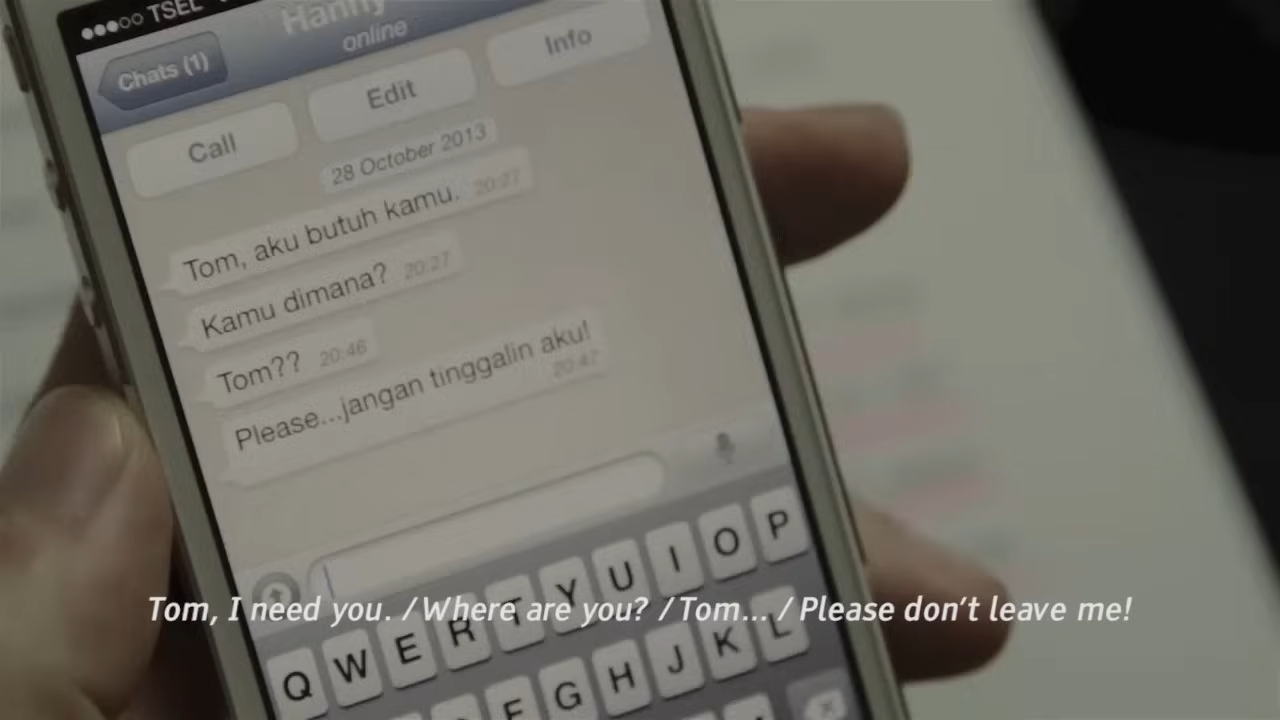 TSEL
Hanny
online
Chats (1)
Call
Edit
Info
28 October 2013
Tom, aku butuh kamu. 20:27
Kamu dimana? 20:27
Tom?? 20:46
Please...jangan tinggalin aku!
20:47
Q W E R T Y U I O P
F G H J K L
Tom, I need you. / Where are you? / Tom... / Please don't leave me!